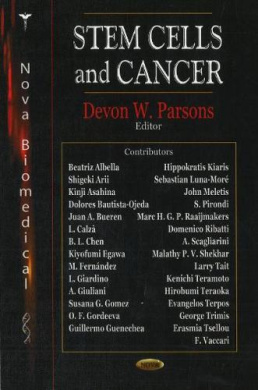 Nova Biomedical
STEM CELLS
and CANCER
Devon W. Parsons
Editor
Contributors
Beatriz Albella
Shigeki Arii
Kinji Asahina
Dolores Bautista-Ojeda
Juan A. Bueren
L. Calzà
B. L. Chen
Kiyofumi Egawa
M. Fernández
L. Giardino
A. Giuliani
Susana G. Gomez
O. F. Gordeeva
Guillermo Guenechea
Hippokratis Kiaris
Sebastian Luna-Moré
John Meletis
S. Pirondi
Marc H. G. P. Raaijmakers
Domenico Ribatti
A. Scagliarini
Malathy P. V. Shekhar
Larry Tait
Kenichi Teramoto
Hirobumi Teraoka
Evangelos Terpos
George Trimis
Erasmia Tsellou
F. Vaccari
NOVA